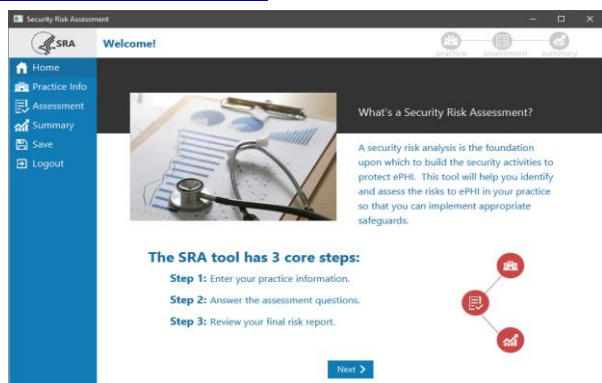 Security Risk Assessment
SRA
Welcome!
practice
assessment
summary
Home
Practice Info
Assessment
Summary
Save
Logout
What's a Security Risk Assessment?
A security risk analysis is the foundation
upon which to build the security activities to
protect ePHI. This tool will help you identify
and assess the risks to ePHI in your practice
so that you can implement appropriate
safeguards.
The SRA tool has 3 core steps:
Step 1: Enter your practice information.
Step 2: Answer the assessment questions.
Step 3: Review your final risk report.
Next